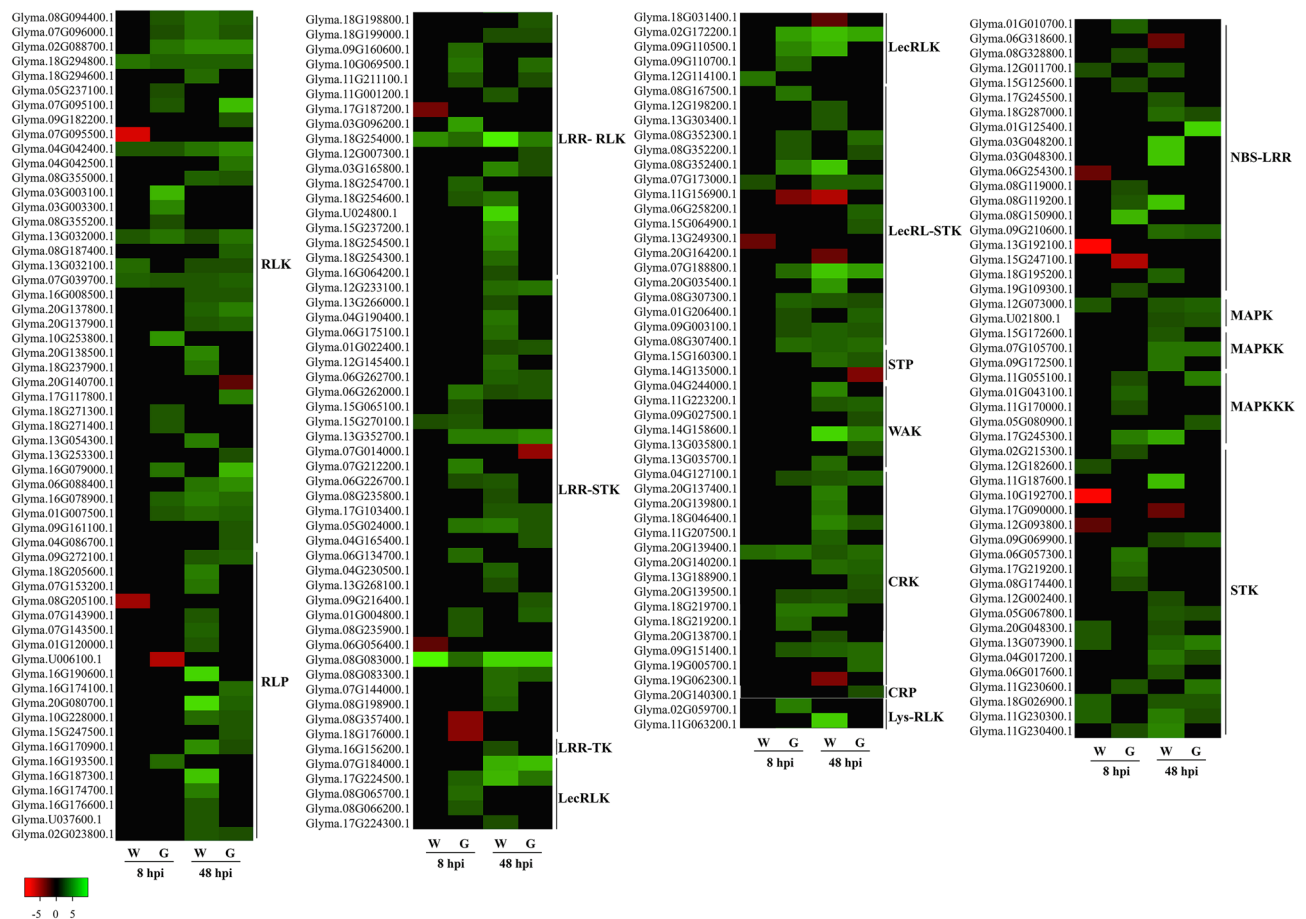 Glyma.08G094400.1
Glyma.07G096000.1
Glyma.02G088700.1
Glyma.18G294800.1
Glyma.18G294600.1
Glyma.05G237100.1
Glyma.07G095100.1
Glyma.09G182200.1
Glyma.07G095500.1
Glyma.04G042400.1
Glyma.04G042500.1
Glyma.08G355000.1
Glyma.03G003100.1
Glyma.03G003300.1
Glyma.08G355200.1
Glyma.13G032000.1
Glyma.08G187400.1
Glyma.13G032100.1
Glyma.07G039700.1
Glyma.16G008500.1
Glyma.20G137800.1
Glyma.20G137900.1
Glyma.10G253800.1
Glyma.20G138500.1
Glyma.18G237900.1
Glyma.20G140700.1
Glyma.17G117800.1
Glyma.18G271300.1
Glyma.18G271400.1
Glyma.13G054300.1
Glyma.13G253300.1
Glyma.16G079000.1
Glyma.06G088400.1
Glyma.16G078900.1
Glyma.01G007500.1
Glyma.09G161100.1
Glyma.04G086700.1
RLK
Glyma.09G272100.1
Glyma.18G205600.1
Glyma.07G153200.1
Glyma.08G205100.1
Glyma.07G143900.1
Glyma.07G143500.1
Glyma.01G120000.1
Glyma.U006100.1
Glyma.16G190600.1
Glyma.16G174100.1
Glyma.20G080700.1
Glyma.10G228000.1
Glyma.15G247500.1
Glyma.16G170900.1
Glyma.16G193500.1
Glyma.16G187300.1
Glyma.16G174700.1
Glyma.16G176600.1
Glyma.U037600.1
Glyma.02G023800.1
RLP
W G W G
8 hpi 48 hpi
-5 0 5
Glyma.18G198800.1
Glyma.18G199000.1
Glyma.09G160600.1
Glyma.10G069500.1
Glyma.11G211100.1
Glyma.11G001200.1
Glyma.17G187200.1
Glyma.03G096200.1
Glyma.18G254000.1
Glyma.12G007300.1
Glyma.03G165800.1
Glyma.18G254700.1
Glyma.18G254600.1
Glyma.U024800.1
Glyma.15G237200.1
Glyma.18G254500.1
Glyma.18G254300.1
Glyma.16G064200.1
LRR- RLK
Glyma.12G233100.1
Glyma.13G266000.1
Glyma.04G190400.1
Glyma.06G175100.1
Glyma.01G022400.1
Glyma.12G145400.1
Glyma.06G262700.1
Glyma.06G262000.1
Glyma.15G065100.1
Glyma.15G270100.1
Glyma.13G352700.1
Glyma.07G014000.1
Glyma.07G212200.1
Glyma.06G226700.1
Glyma.08G235800.1
Glyma.17G103400.1
Glyma.05G024000.1
Glyma.04G165400.1
Glyma.06G134700.1
Glyma.04G230500.1
Glyma.13G268100.1
Glyma.09G216400.1
Glyma.01G004800.1
Glyma.08G235900.1
Glyma.06G056400.1
Glyma.08G083000.1
Glyma.08G083300.1
Glyma.07G144000.1
Glyma.08G198900.1
Glyma.08G357400.1
Glyma.18G176000.1
LRR-STK
Glyma.16G156200.1
LRR-TK
Glyma.07G184000.1
Glyma.17G224500.1
Glyma.08G065700.1
Glyma.08G066200.1
Glyma.17G224300.1
LecRLK
W G W G
8 hpi 48 hpi
Glyma.18G031400.1
Glyma.02G172200.1
Glyma.09G110500.1
Glyma.09G110700.1
Glyma.12G114100.1
LecRLK
Glyma.08G167500.1
Glyma.12G198200.1
Glyma.13G303400.1
Glyma.08G352300.1
Glyma.08G352200.1
Glyma.08G352400.1
Glyma.07G173000.1
Glyma.11G156900.1
Glyma.06G258200.1
Glyma.15G064900.1
Glyma.13G249300.1
Glyma.20G164200.1
Glyma.07G188800.1
Glyma.20G035400.1
Glyma.08G307300.1
Glyma.01G206400.1
Glyma.09G003100.1
Glyma.08G307400.1
LecRL-STK
Glyma.15G160300.1
Glyma.14G135000.1
STP
Glyma.04G244000.1
Glyma.11G223200.1
Glyma.09G027500.1
Glyma.14G158600.1
Glyma.13G035800.1
Glyma.13G035700.1
WAK
Glyma.04G127100.1
Glyma.20G137400.1
Glyma.20G139800.1
Glyma.18G046400.1
Glyma.11G207500.1
Glyma.20G139400.1
Glyma.20G140200.1
Glyma.13G188900.1
Glyma.20G139500.1
Glyma.18G219700.1
Glyma.18G219200.1
Glyma.20G138700.1
Glyma.09G151400.1
Glyma.19G005700.1
Glyma.19G062300.1
CRK
Glyma.20G140300.1
CRP
Glyma.02G059700.1
Glyma.11G063200.1
Lys-RLK
W G W G
8 hpi 48 hpi
Glyma.01G010700.1
Glyma.06G318600.1
Glyma.08G328800.1
Glyma.12G011700.1
Glyma.15G125600.1
Glyma.17G245500.1
Glyma.18G287000.1
Glyma.01G125400.1
Glyma.03G048200.1
Glyma.03G048300.1
Glyma.06G254300.1
Glyma.08G119000.1
Glyma.08G119200.1
Glyma.08G150900.1
Glyma.09G210600.1
Glyma.13G192100.1
Glyma.15G247100.1
Glyma.18G195200.1
Glyma.19G109300.1
NBS-LRR
Glyma.12G073000.1
Glyma.U021800.1
MAPK
Glyma.15G172600.1
Glyma.07G105700.1
Glyma.09G172500.1
MAPKK
Glyma.11G055100.1
Glyma.01G043100.1
Glyma.11G170000.1
Glyma.05G080900.1
Glyma.17G245300.1
MAPKKK
Glyma.02G215300.1
Glyma.12G182600.1
Glyma.11G187600.1
Glyma.10G192700.1
Glyma.17G090000.1
Glyma.12G093800.1
Glyma.09G069900.1
Glyma.06G057300.1
Glyma.17G219200.1
Glyma.08G174400.1
Glyma.12G002400.1
Glyma.05G067800.1
Glyma.20G048300.1
Glyma.13G073900.1
Glyma.04G017200.1
Glyma.06G017600.1
Glyma.11G230600.1
Glyma.18G026900.1
Glyma.11G230300.1
Glyma.11G230400.1
STK
W G W G
8 hpi 48 hpi